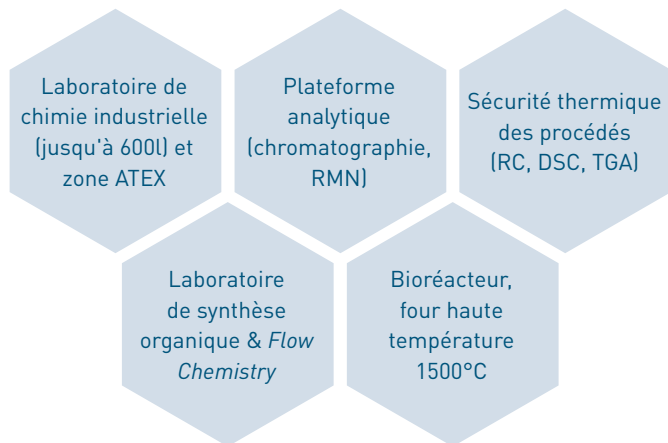 Laboratoire de
chimie industrielle
(jusqu'à 600l) et
zone ATEX
Plateforme
analytique
(chromatographie,
RMN)
Sécurité thermique
des procédés
(RC, DSC, TGA)
Laboratoire
de synthèse
organique & Flow
Chemistry
Bioréacteur,
four haute
température
1500°C